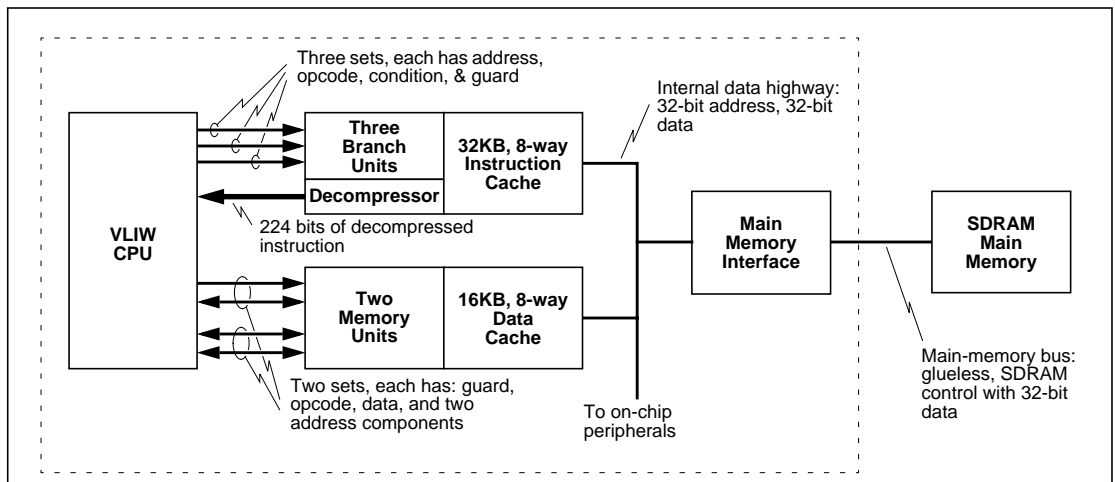 Three sets, each has address,
opcode, condition, & guard
Internal data highway:
32-bit address, 32-bit
data
VLIW
CPU
Three
Branch
Units
Decompressor
32KB, 8-way
Instruction
Cache
224 bits of decompressed
instruction
Main
Memory
Interface
SDRAM
Main
Memory
Two
Memory
Units
16KB, 8-way
Data
Cache
Two sets, each has: guard,
opcode, data, and two
address components
To on-chip
peripherals
Main-memory bus:
glueless, SDRAM
control with 32-bit
data